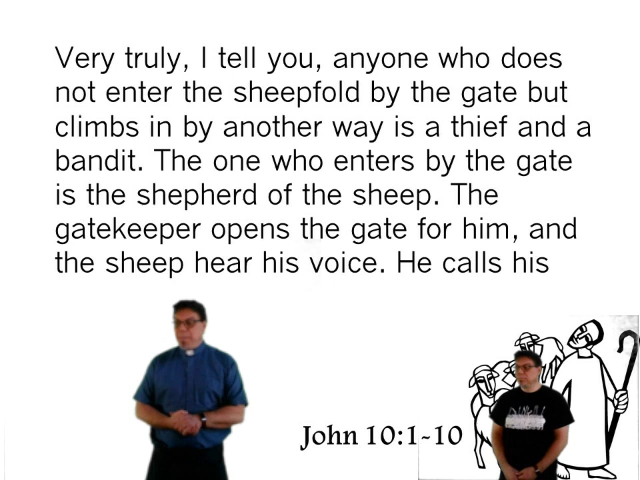 Very truly, I tell you, anyone who does
not enter the sheepfold by the gate but
climbs in by another way is a thief and a
bandit. The one who enters by the gate
is the shepherd of the sheep. The
gatekeeper opens the gate for him, and
the sheep hear his voice. He calls his
John 10:1-10